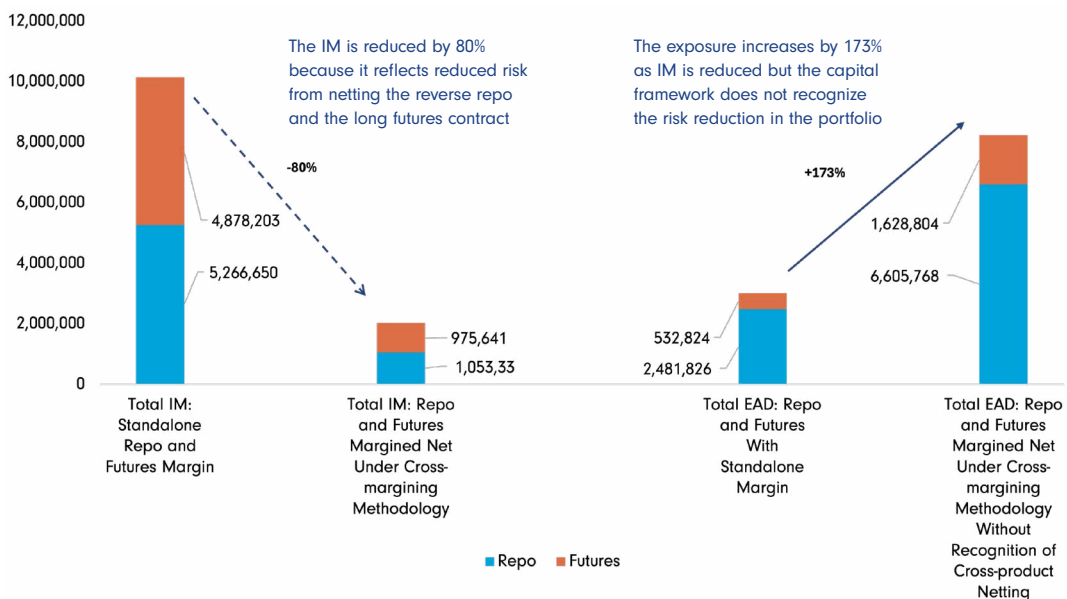 12,000,000
10,000,000
8,000,000
6,000,000
4,000,000
2,000,000
0
The IM is reduced by 80%
because it reflects reduced risk
from netting the reverse repo
and the long futures contract
The exposure increases by 173%
as IM is reduced but the capital
framework does not recognize
the risk reduction in the portfolio
-80%
+173%
4,878,203
5,266,650
975,641
1,053,33
532,824
2,481,826
1,628,804
6,605,768
Total IM:
Standalone
Repo and
Futures Margin
Total IM: Repo
and Futures
Margined Net
Under Cross-
margining
Methodology
Total EAD: Repo
and Futures
With
Standalone
Margin
Total EAD: Repo
and Futures
Margined Net
Under Cross-
margining
Methodology
Without
Recognition of
Cross-product
Netting
Repo
Futures